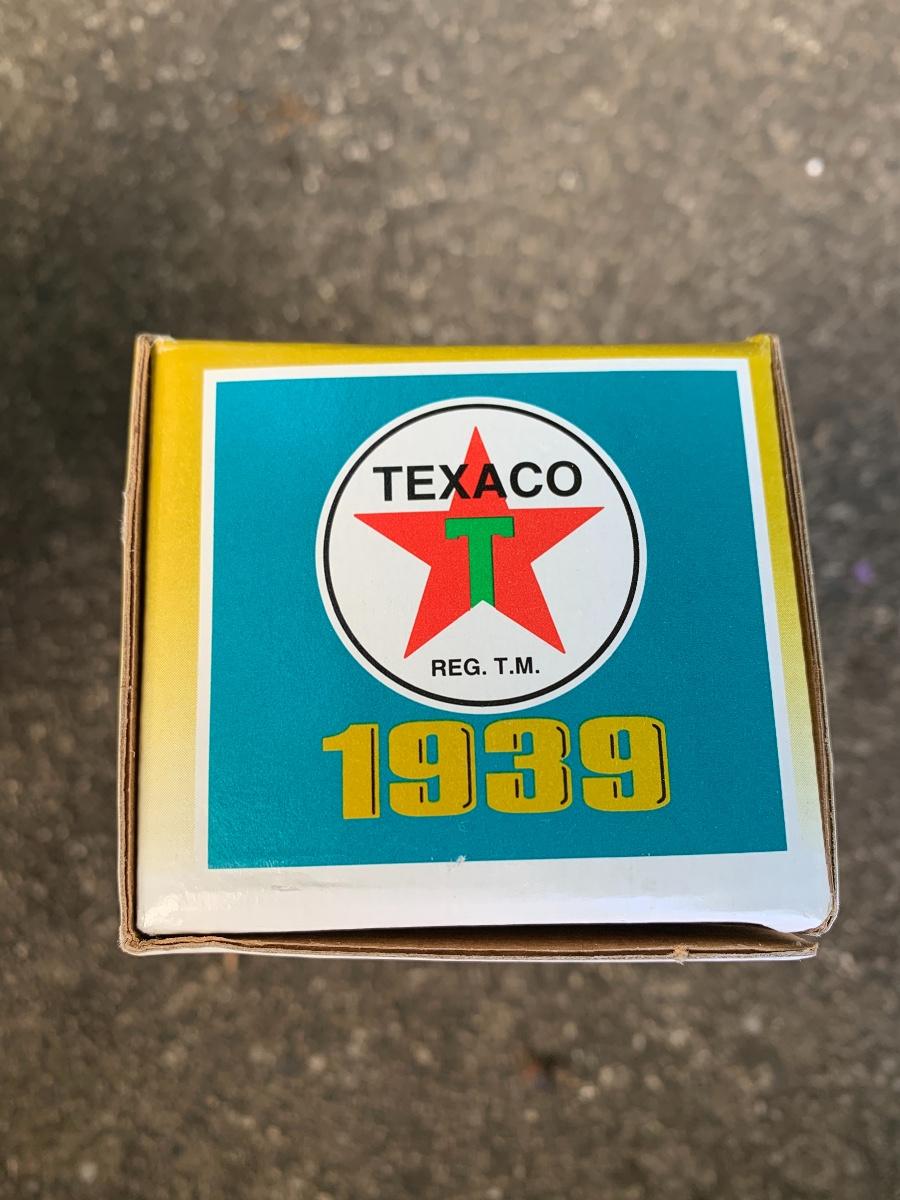 TEXACO
T
REG. T.M.
1939